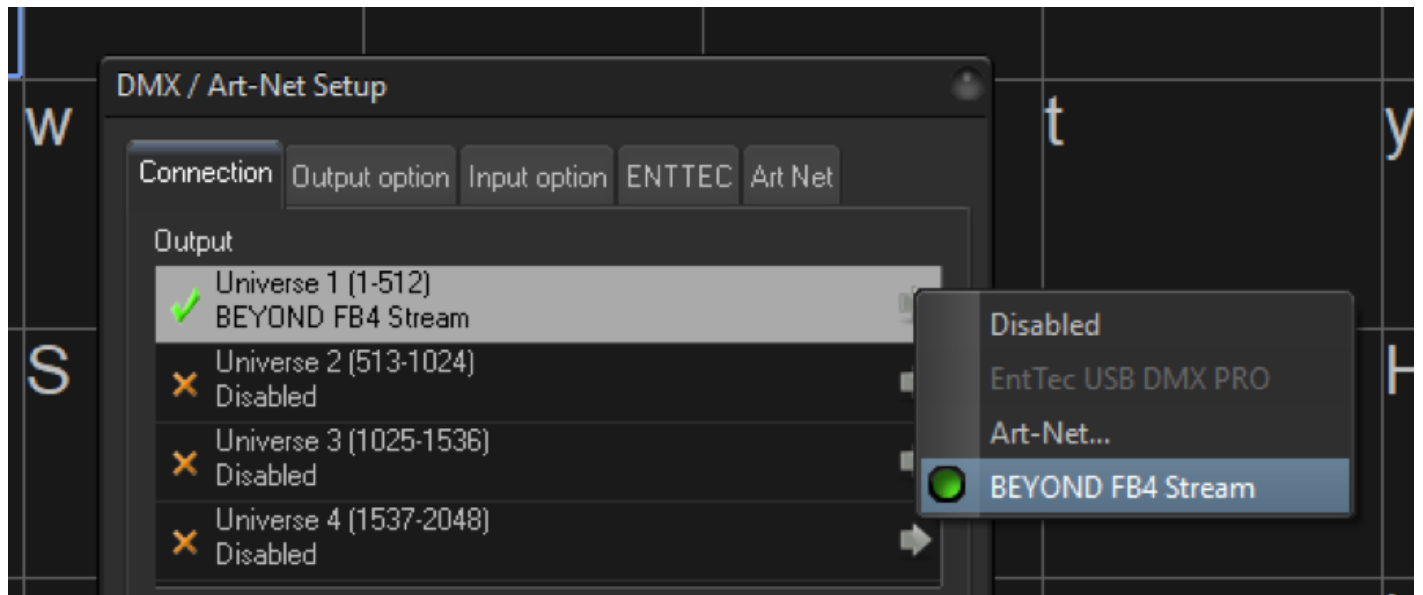 DMX / Art-Net Setup
w
t
y
Connection
Output option
Input option
ENTTEC
Art Net
Output
Universe 1 (1-512)
BEYOND FB4 Stream
Universe 2 (513-1024)
Disabled
Universe 3 (1025-1536)
Disabled
Universe 4 (1537-2048)
Disabled
Disabled
EntTec USB DMX PRO
Art-Net...
BEYOND FB4 Stream
S